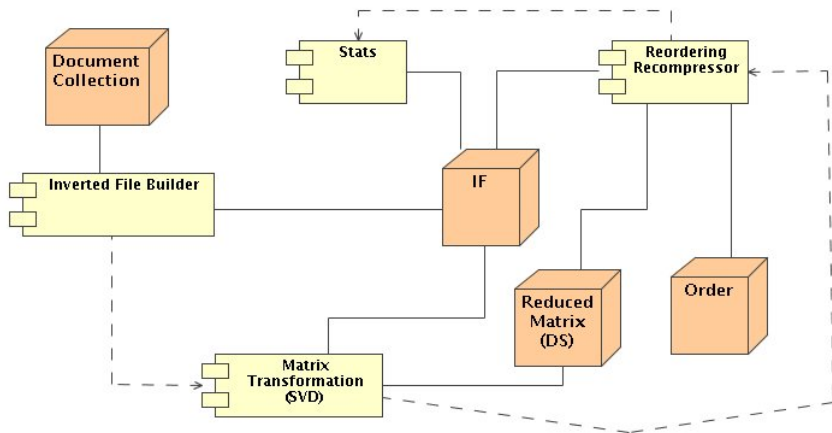 Document
Collection
Stats
Reordering
Recompressor
Inverted File Builder
IF
Reduced
Matrix
(DS)
Order
Matrix
Transformation
(SVD)